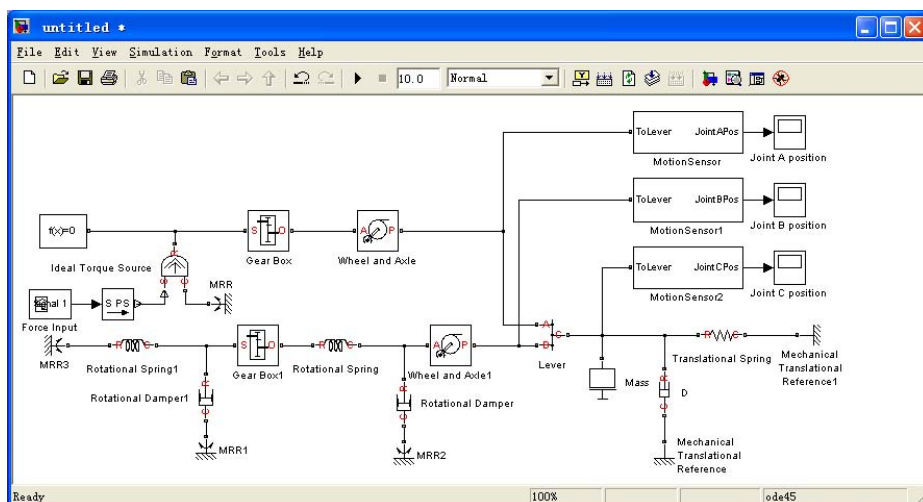 untitled *
File Edit View Simulation Format Tools Help
10.0 Normal
ToLever JointAPos
MotionSensor
Joint A position
ToLever JointBPos
MotionSensor1
Joint B position
ToLever JointCPos
MotionSensor2
Joint C position
f(x)=0
S O
Gear Box
A P
Wheel and Axle
Ideal Torque Source
R
S C
MRR
Signal 1
Force Input
S PS
MRR3
R C
Rotational Spring1
S O
Gear Box1
R C
Rotational Spring
A P
Wheel and Axle1
A
C
B
Lever
Mass
R C
Translational Spring
Mechanical
Translational
Reference1
Rotational Damper1
R
C
MRR1
Rotational Damper
R
C
MRR2
R
C
D
Mechanical
Translational
Reference
Ready 100% ode45